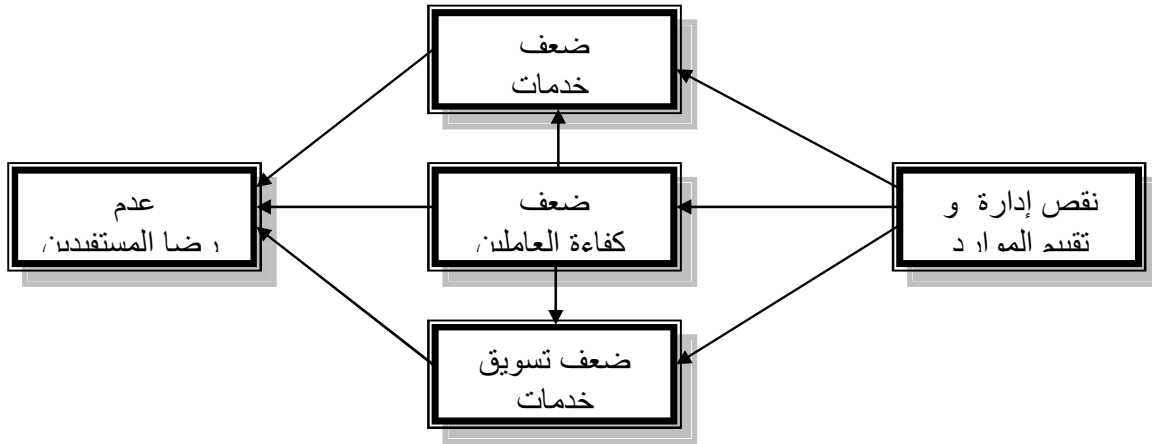 ضعف
خدمات
نقص إدارة و
تقييم الموارد
ضعف
كفاءة العاملين
عدم
رضا المستفيدين
ضعف تسويق
خدمات